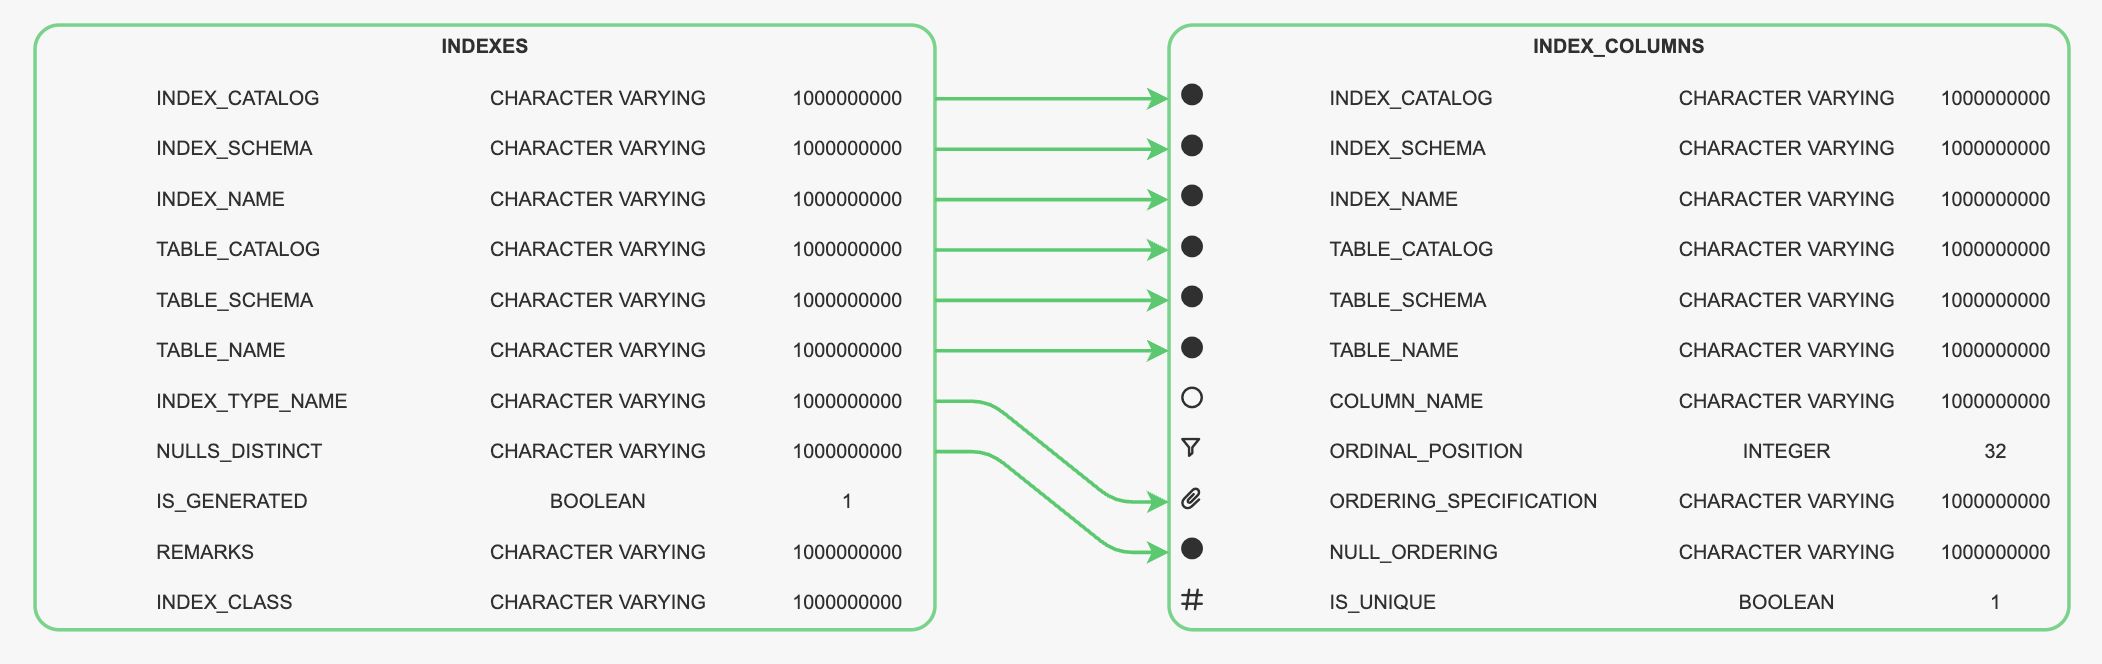 INDEXES
INDEX_CATALOG CHARACTER VARYING 1000000000
INDEX_SCHEMA CHARACTER VARYING 1000000000
INDEX_NAME CHARACTER VARYING 1000000000
TABLE_CATALOG CHARACTER VARYING 1000000000
TABLE_SCHEMA CHARACTER VARYING 1000000000
TABLE_NAME CHARACTER VARYING 1000000000
INDEX_TYPE_NAME CHARACTER VARYING 1000000000
NULLS_DISTINCT CHARACTER VARYING 1000000000
IS_GENERATED BOOLEAN 1
REMARKS CHARACTER VARYING 1000000000
INDEX_CLASS CHARACTER VARYING 1000000000
INDEX_COLUMNS
INDEX_CATALOG CHARACTER VARYING 1000000000
INDEX_SCHEMA CHARACTER VARYING 1000000000
INDEX_NAME CHARACTER VARYING 1000000000
TABLE_CATALOG CHARACTER VARYING 1000000000
TABLE_SCHEMA CHARACTER VARYING 1000000000
TABLE_NAME CHARACTER VARYING 1000000000
COLUMN_NAME CHARACTER VARYING 1000000000
ORDINAL_POSITION INTEGER 32
ORDERING_SPECIFICATION CHARACTER VARYING 1000000000
NULL_ORDERING CHARACTER VARYING 1000000000
# IS_UNIQUE BOOLEAN 1